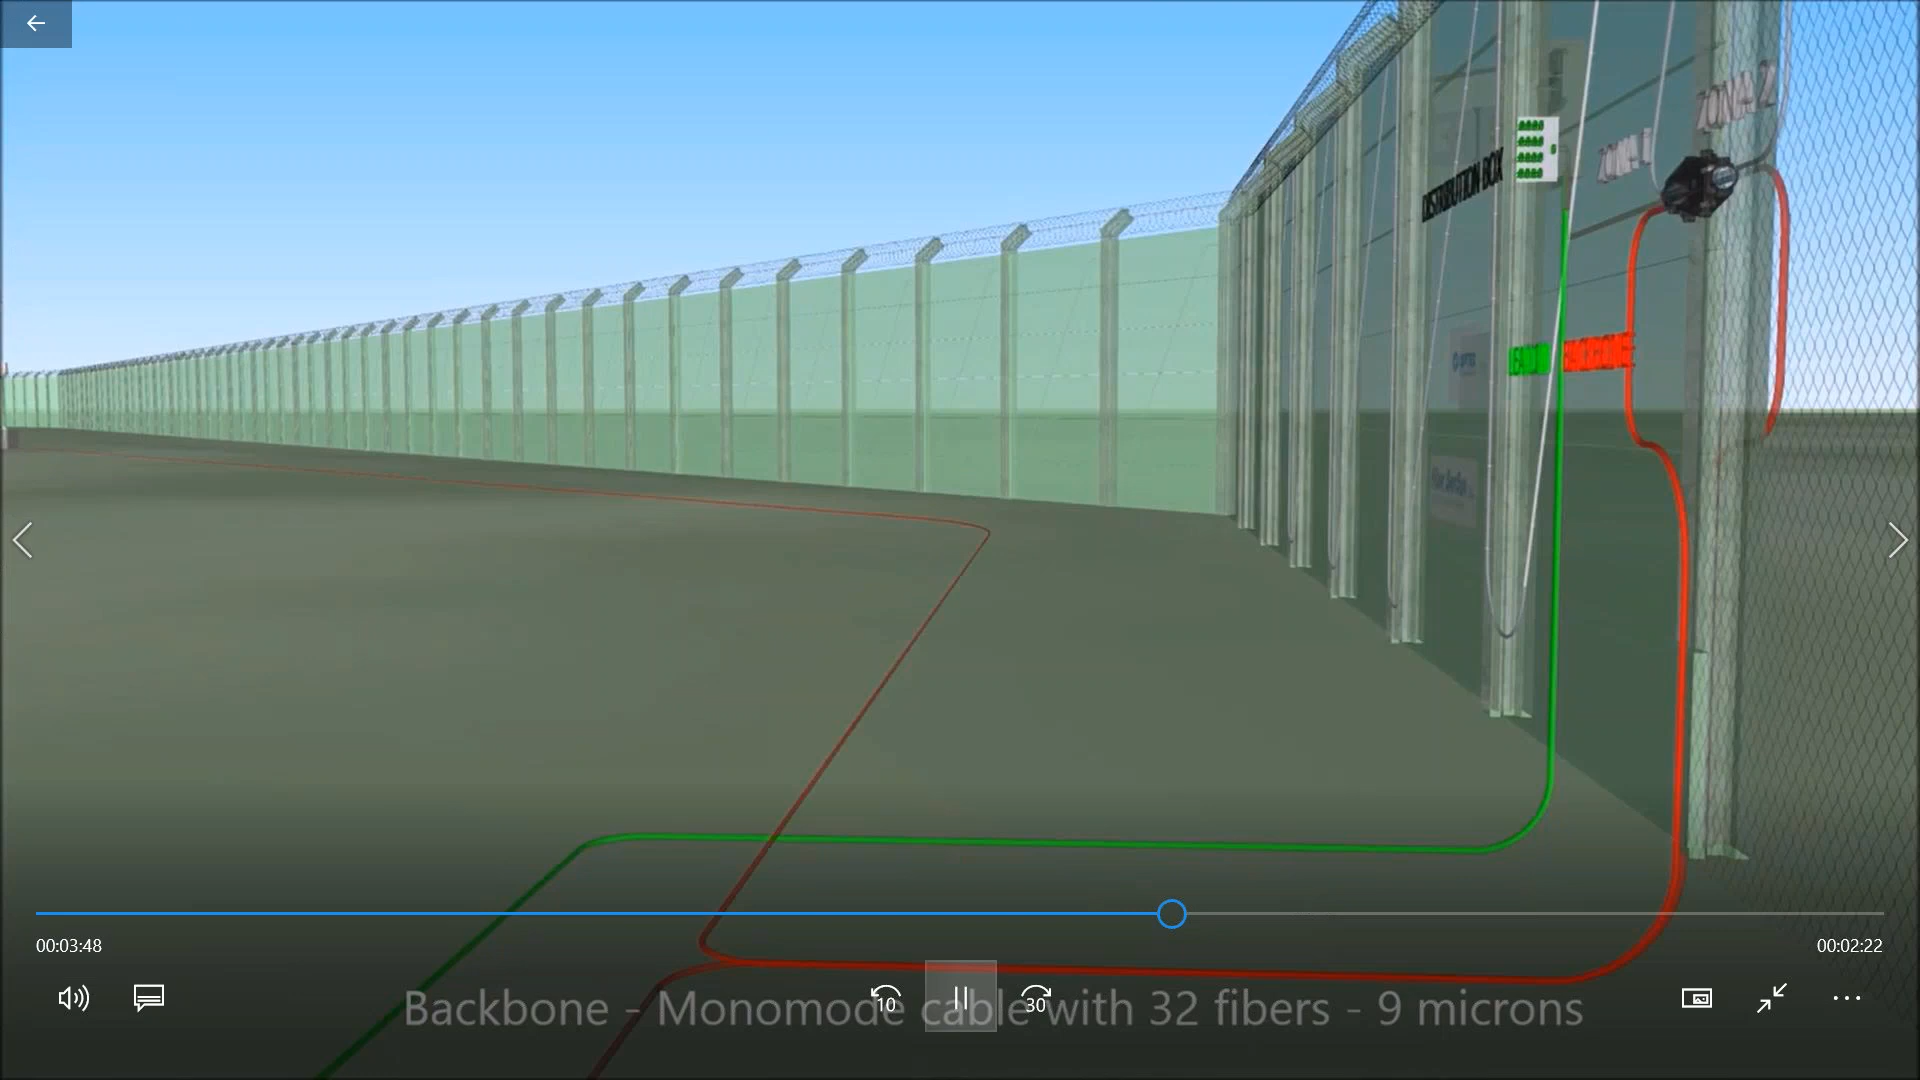 ZONA 2
ZONA 1
DISTRIBUTION BOX
BACKBONE
00:03:48
00:02:22
10
30
Backbone - Monomode cable with 32 fibers - 9 microns